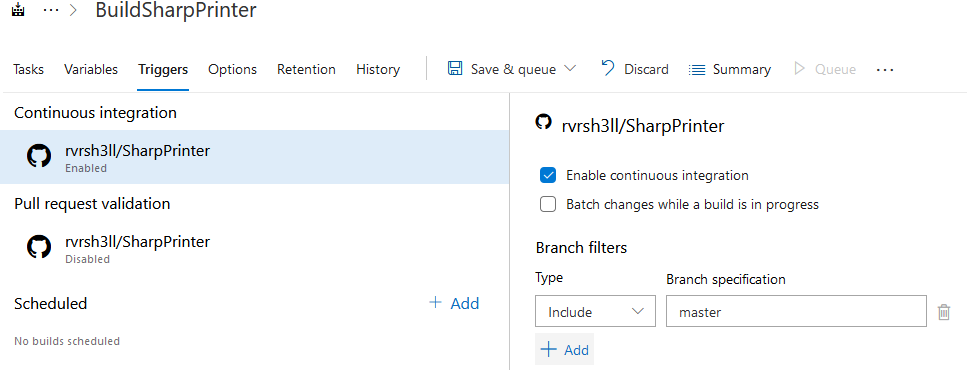 ... > BuildSharpPrinter
Tasks Variables Triggers Options Retention History Save & queue Discard Summary Queue ...
Continuous integration
rvrsh3ll/SharpPrinter
Enabled
Pull request validation
rvrsh3ll/SharpPrinter
Disabled
Scheduled + Add
No builds scheduled
rvrsh3ll/SharpPrinter
Enable continuous integration
Batch changes while a build is in progress
Branch filters
Type Branch specification
Include master
+ Add